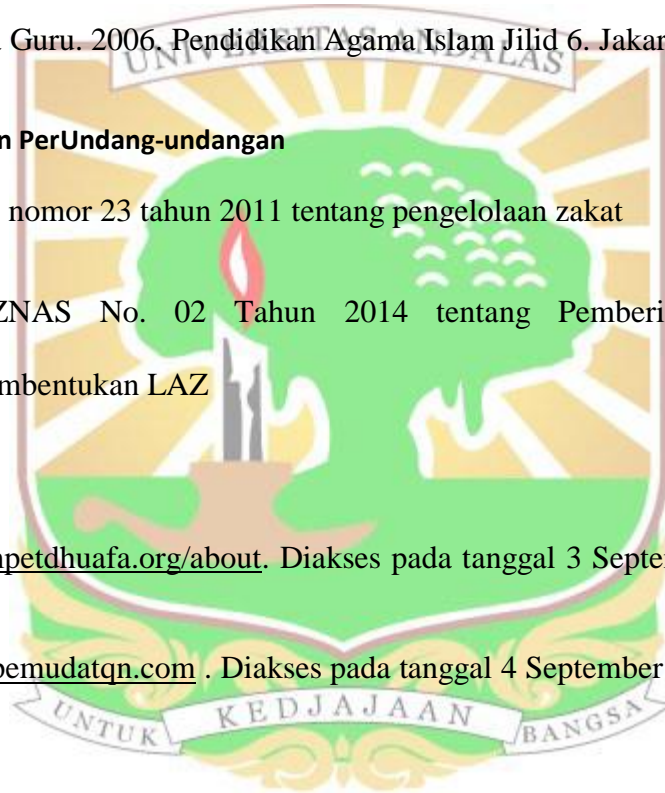 Guru. 2006. Pendidikan Agama Islam Jilid 6. Jakar
UNIVERSITAS ANDALAS
n PerUndang-undangan
nomor 23 tahun 2011 tentang pengelolaan zakat
ZNAS No. 02 Tahun 2014 tentang Pemberi
mbentukan LAZ
petdhuafa.org/about. Diakses pada tanggal 3 Septe
pemudatqn.com . Diakses pada tanggal 4 September
UNTUK KEDJAJAAN BANGSA